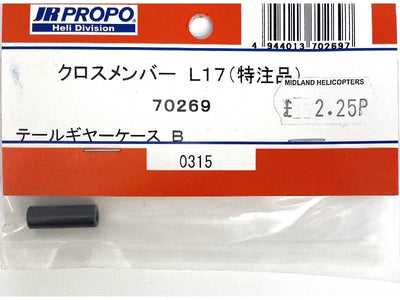 JR PROPO
Heli Division
4 944013 702697
クロスメンバー L17(特注品)
MIDLAND HELICOPTERS
70269
£ 2.25P
テールギヤーケース B
0315